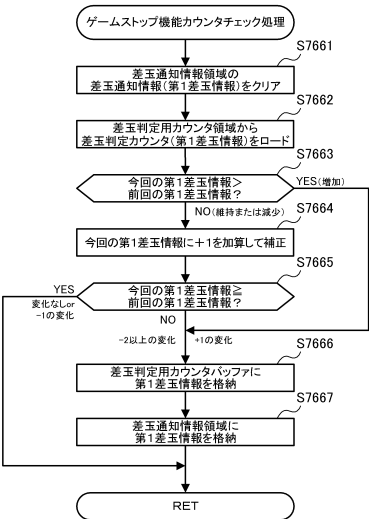 ゲームストップ機能カウンタチェック処理
S7661
差玉通知情報領域の
差玉通知情報(第1差玉情報)をクリア
S7662
差玉判定用カウンタ領域から
差玉判定カウンタ(第1差玉情報)をロード
S7663
今回の第1差玉情報＞
前回の第1差玉情報？
YES(増加)
NO(維持または減少)
S7664
今回の第1差玉情報に＋1を加算して補正
S7665
今回の第1差玉情報≧
前回の第1差玉情報？
YES
変化なしor
-1の変化
NO
-2以上の変化
+1の変化
S7666
差玉判定用カウンタバッファに
第1差玉情報を格納
S7667
差玉通知情報領域に
第1差玉情報を格納
RET